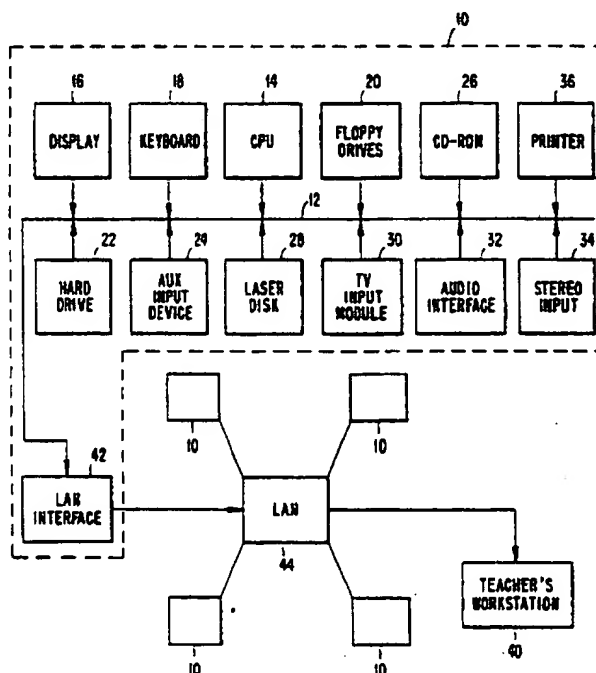 10
16 18 14 20 26 36
DISPLAY KEYBOARD CPU FLOPPY DRIVES CD-ROM PRINTER
12
22 24 28 30 32 34
HARD DRIVE AUX INPUT DEVICE LASER DISK TV INPUT MODULE AUDIO INTERFACE STEREO INPUT
10 10
42
LAN INTERFACE
LAN
44
TEACHER'S WORKSTATION
10 10
40